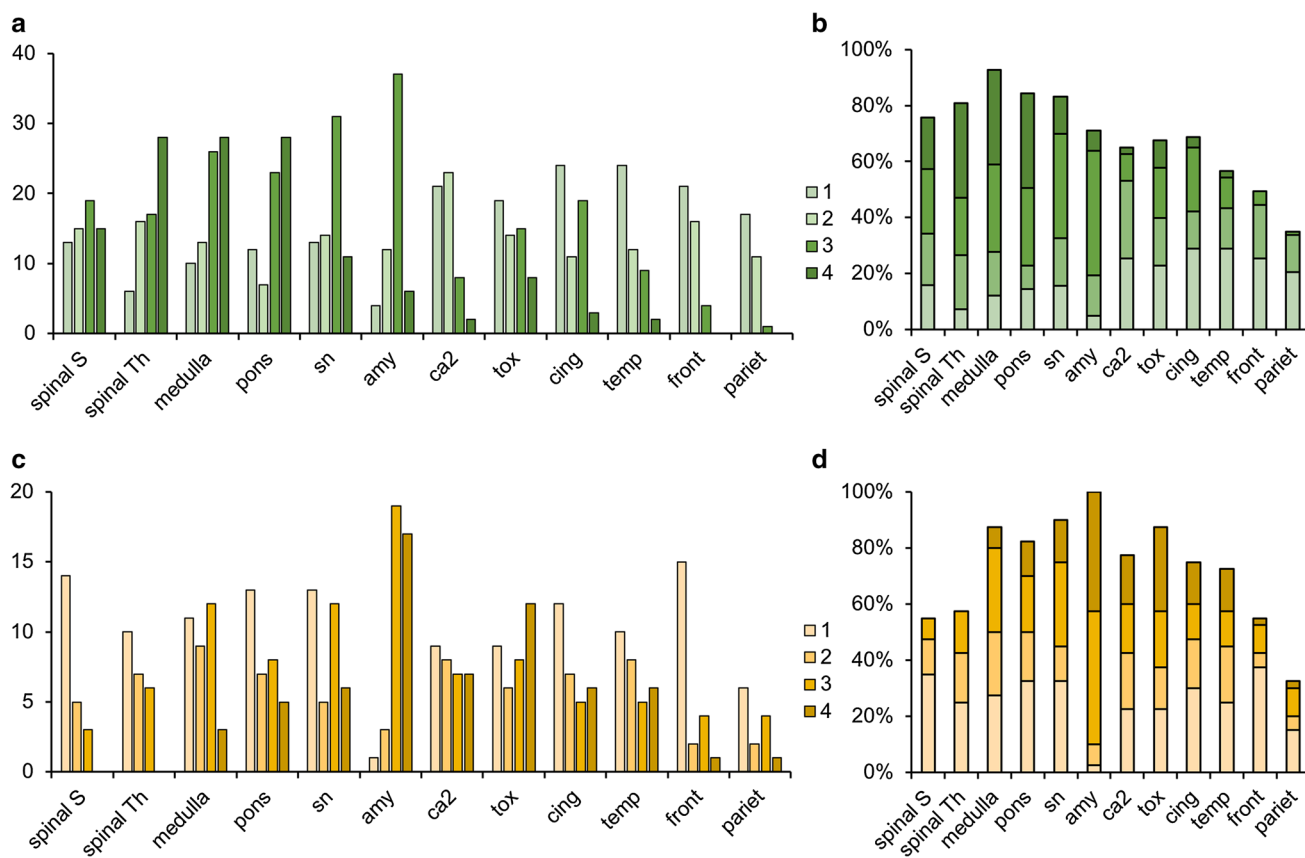 a
40
30
20
10
0
spinal S
spinal Th
medulla
pons
sn
amy
ca2
tox
cing
temp
front
pariet
1
2
3
4
b
100%
80%
60%
40%
20%
0%
spinal S
spinal Th
medulla
pons
sn
amy
ca2
tox
cing
temp
front
pariet
c
20
15
10
5
0
spinal S
spinal Th
medulla
pons
sn
amy
ca2
tox
cing
temp
front
pariet
1
2
3
4
d
100%
80%
60%
40%
20%
0%
spinal S
spinal Th
medulla
pons
sn
amy
ca2
tox
cing
temp
front
pariet